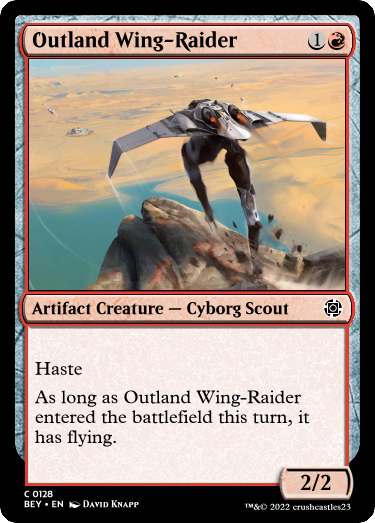 Outland Wing-Raider 1
Artifact Creature — Cyborg Scout
Haste
As long as Outland Wing-Raider
entered the battlefield this turn, it
has flying.
2/2
C 0128
BEY • EN David Knapp
™&© 2022 crushcastles23